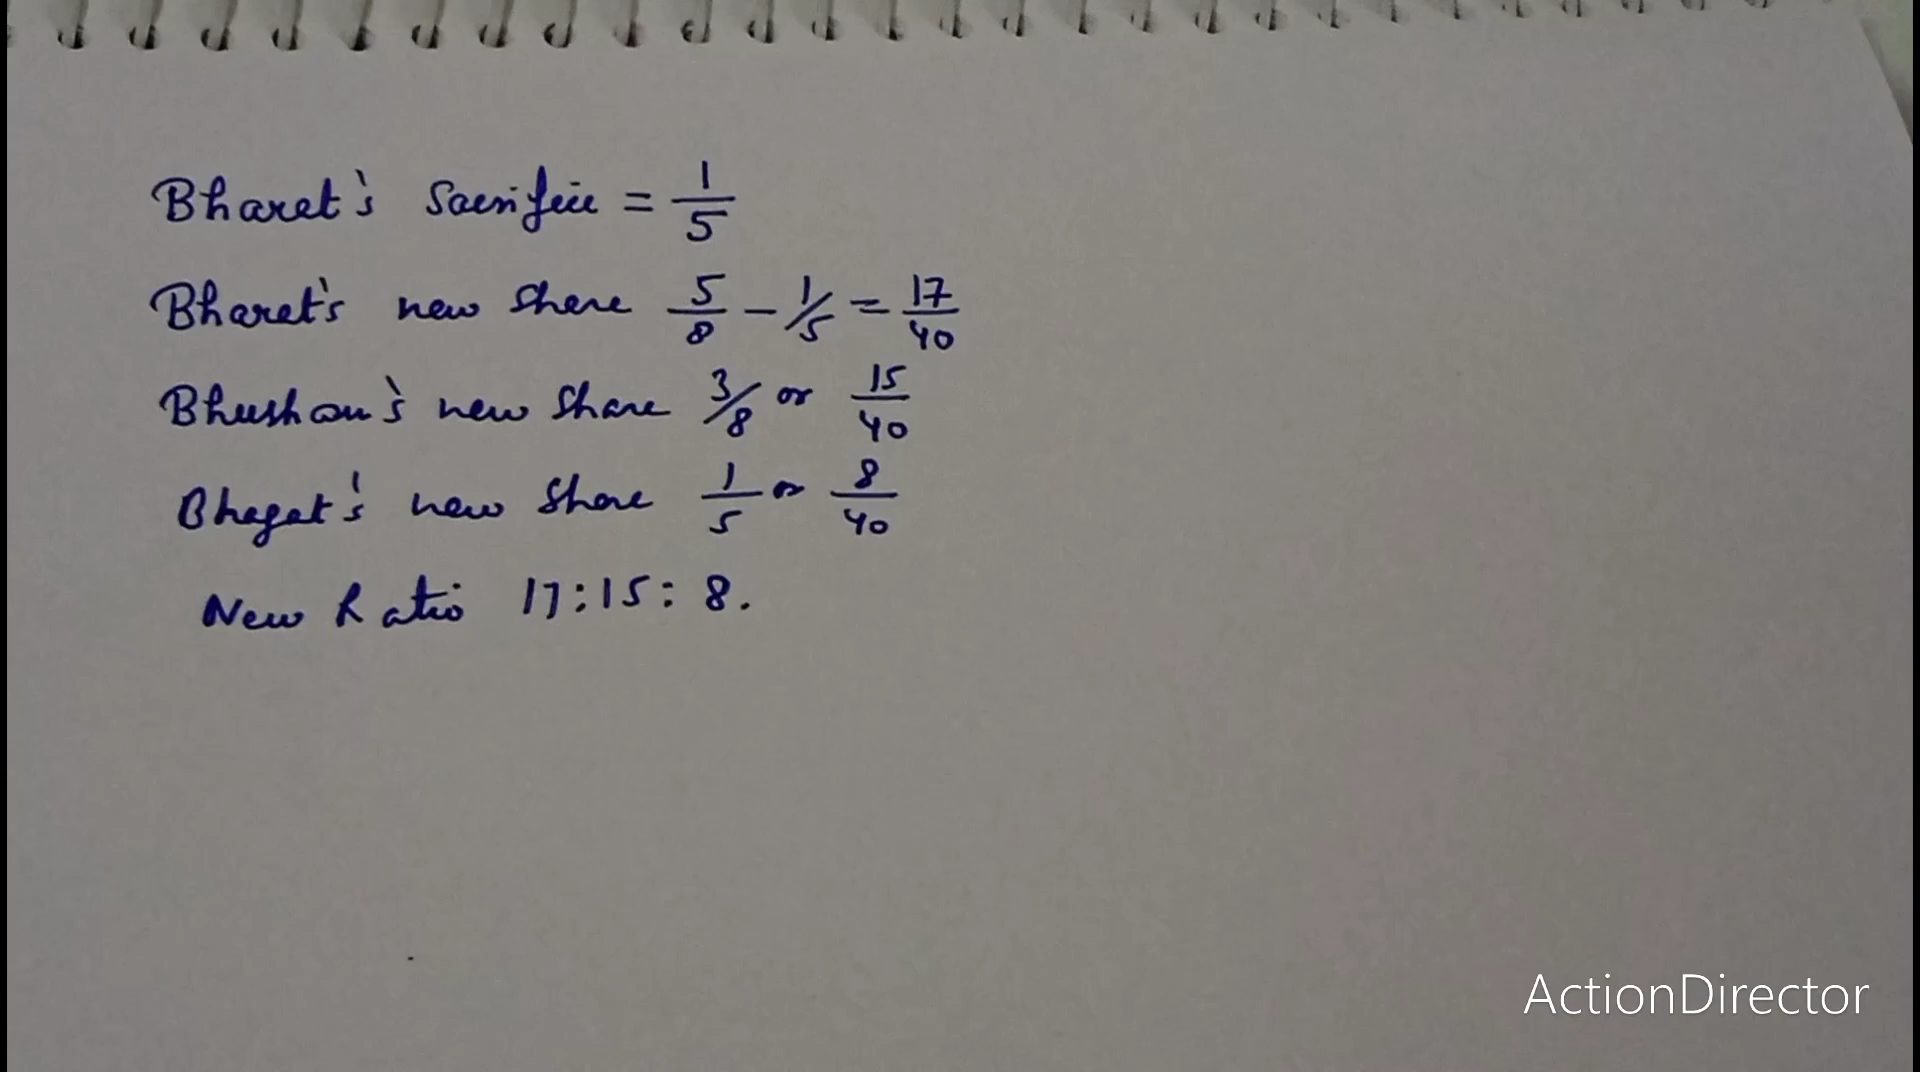 Bharat's Sacrifice = 1/5
Bharat's new share 5/8 - 1/5 = 17/40
Bhushan's new share 3/8 or 15/40
Bhagat's new share 1/5 or 8/40
New Ratio 17:15:8.
ActionDirector